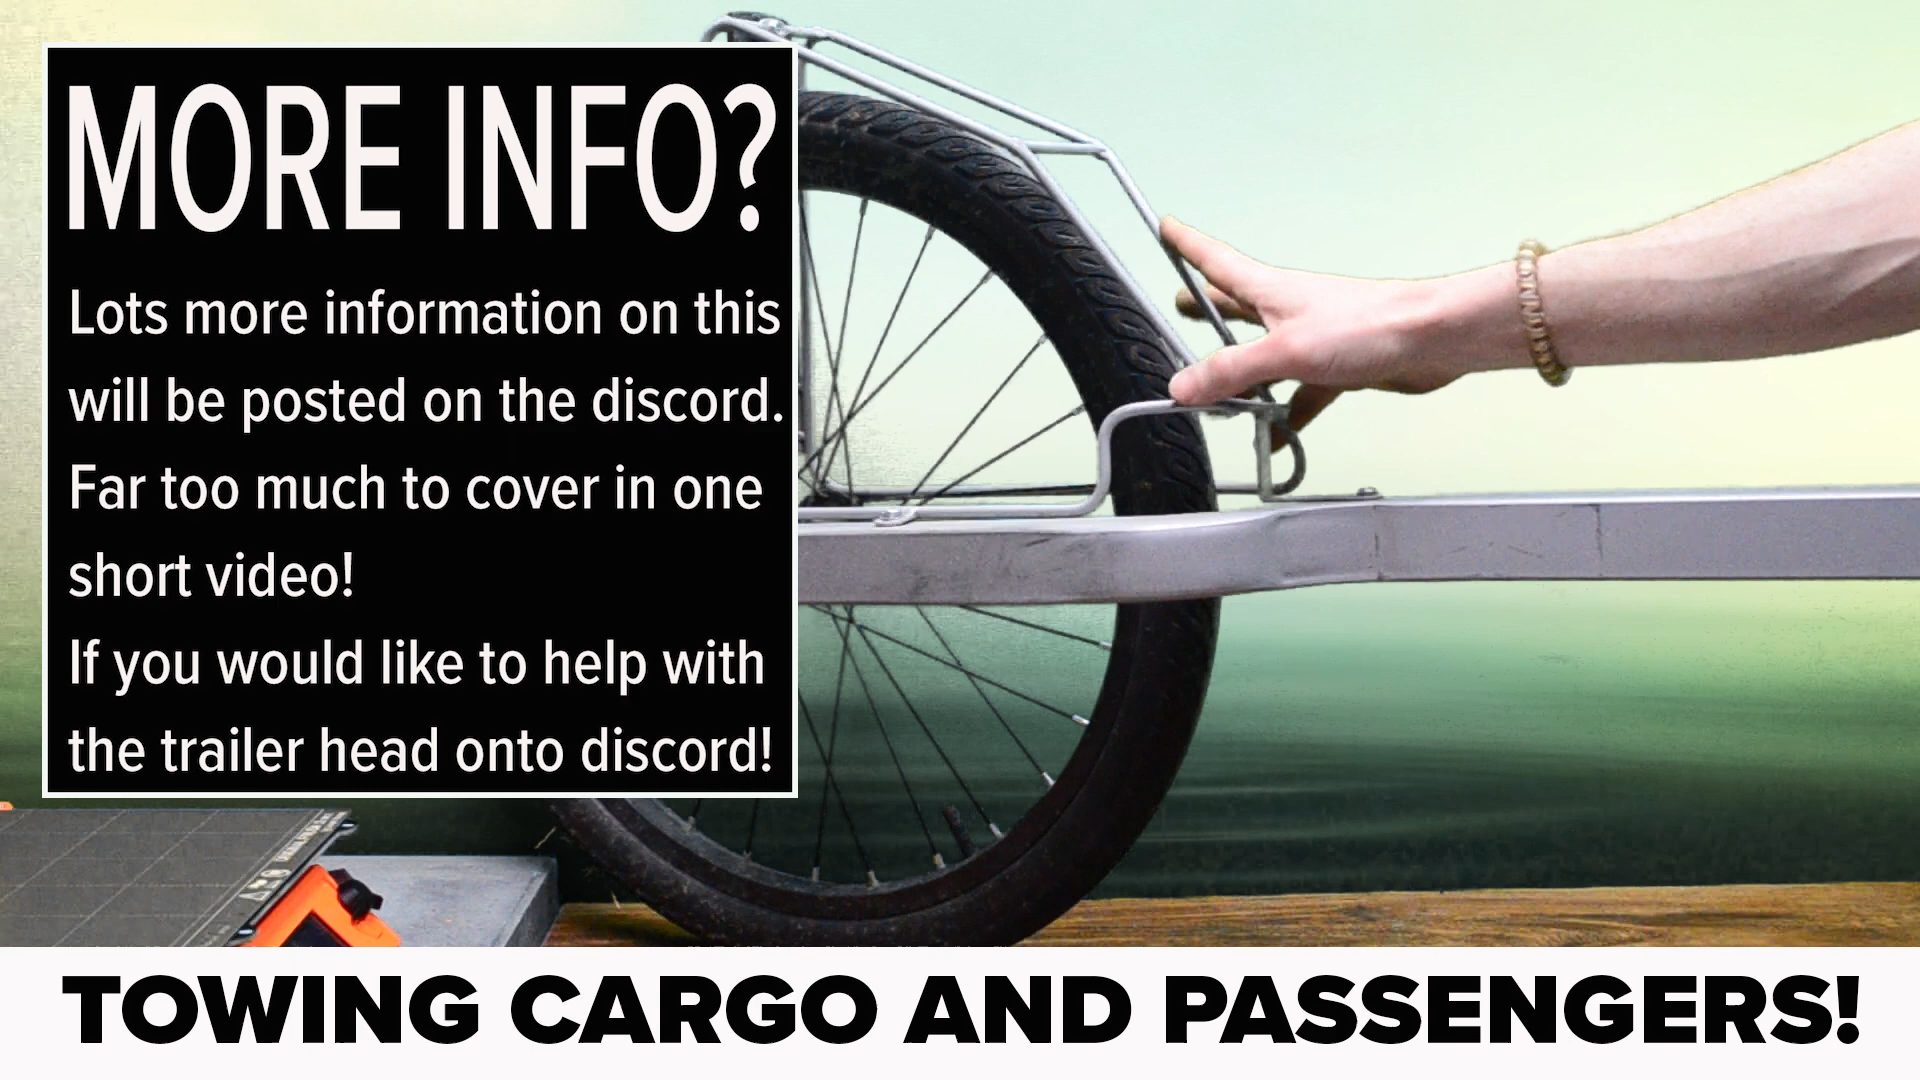 MORE INFO?
Lots more information on this
will be posted on the discord.
Far too much to cover in one
short video!
If you would like to help with
the trailer head onto discord!
TOWING CARGO AND PASSENGERS!